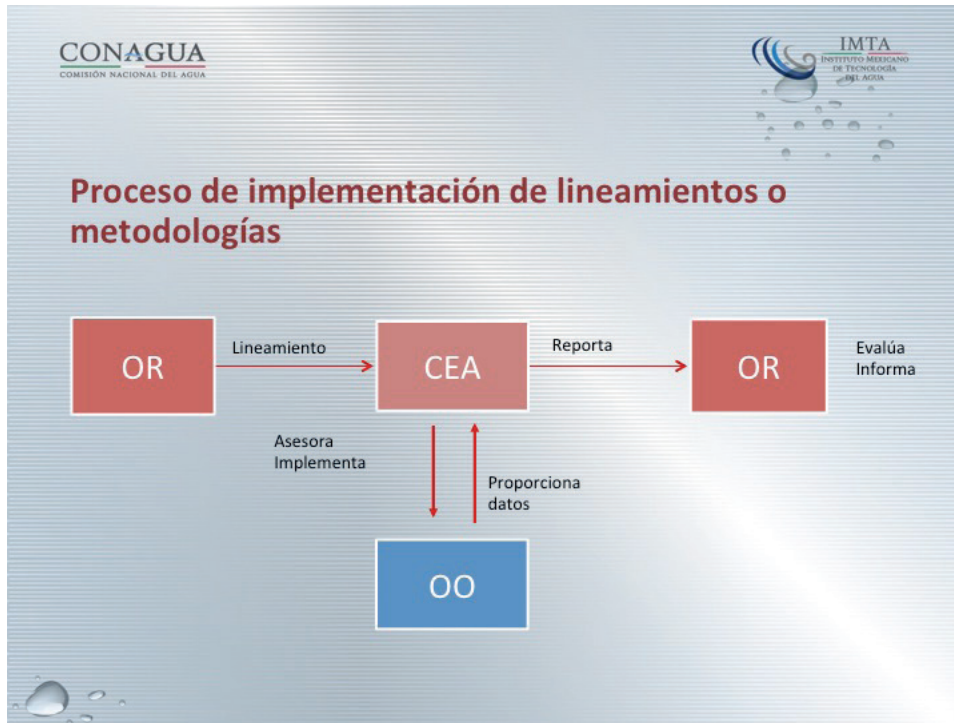 CONAGUA
COMISIÓN NACIONAL DEL AGUA
IMTA
INSTITUTO MEXICANO
DE TECNOLOGÍA
DEL AGUA
Proceso de implementación de lineamientos o
metodologías
OR
Lineamiento
CEA
Reporta
OR
Evalúa
Informa
Asesora
Implementa
Proporciona
datos
OO